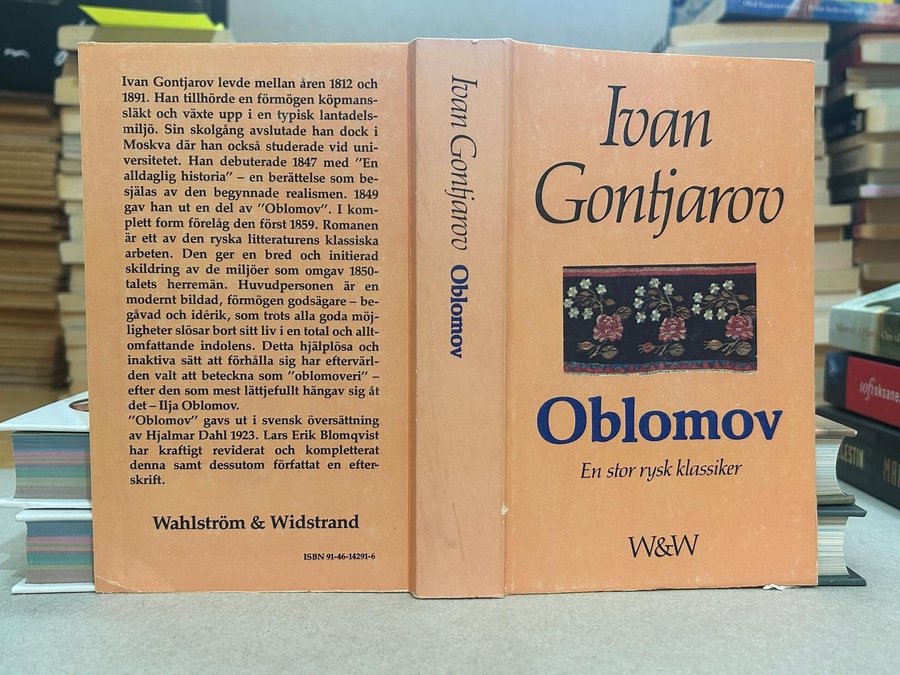 Ivan Gontjarov levde mellan åren 1812 och
1891. Han tillhörde en förmögen köpmans-
släkt och växte upp i en typisk lantadels-
miljö. Sin skolgång avslutade han dock i
Moskva där han också studerade vid uni-
versitetet. Han debuterade 1847 med ”En
alldaglig historia” – en berättelse som be-
själas av den begynnade realismen. 1849
gav han ut en del av ”Oblomov”. I kom-
plett form förelåg den först 1859. Romanen
är ett av den ryska litteraturens klassiska
arbeten. Den ger en bred och initierad
skildring av de miljöer som omgav 1850-
talets herremän. Huvudpersonen är en
modernt bildad, förmögen godsägare – be-
gåvad och idérik, som trots alla goda möj-
ligheter slösar bort sitt liv i en total och allt-
omfattande indolens. Detta hjälplösa och
inaktiva sätt att förhålla sig har eftervärl-
den valt att beteckna som ”oblomoveri” –
efter den som mest lättjefullt hängav sig åt
det – Ilja Oblomov.
”Oblomov” gavs ut i svensk översättning
av Hjalmar Dahl 1923. Lars Erik Blomqvist
har kraftigt reviderat och kompletterat
denna samt dessutom författat en efter-
skrift.
Wahlström & Widstrand
ISBN 91-46-14291-6
Ivan Gontjarov Oblomov
Ivan
Gontjarov
Oblomov
En stor rysk klassiker
W&W